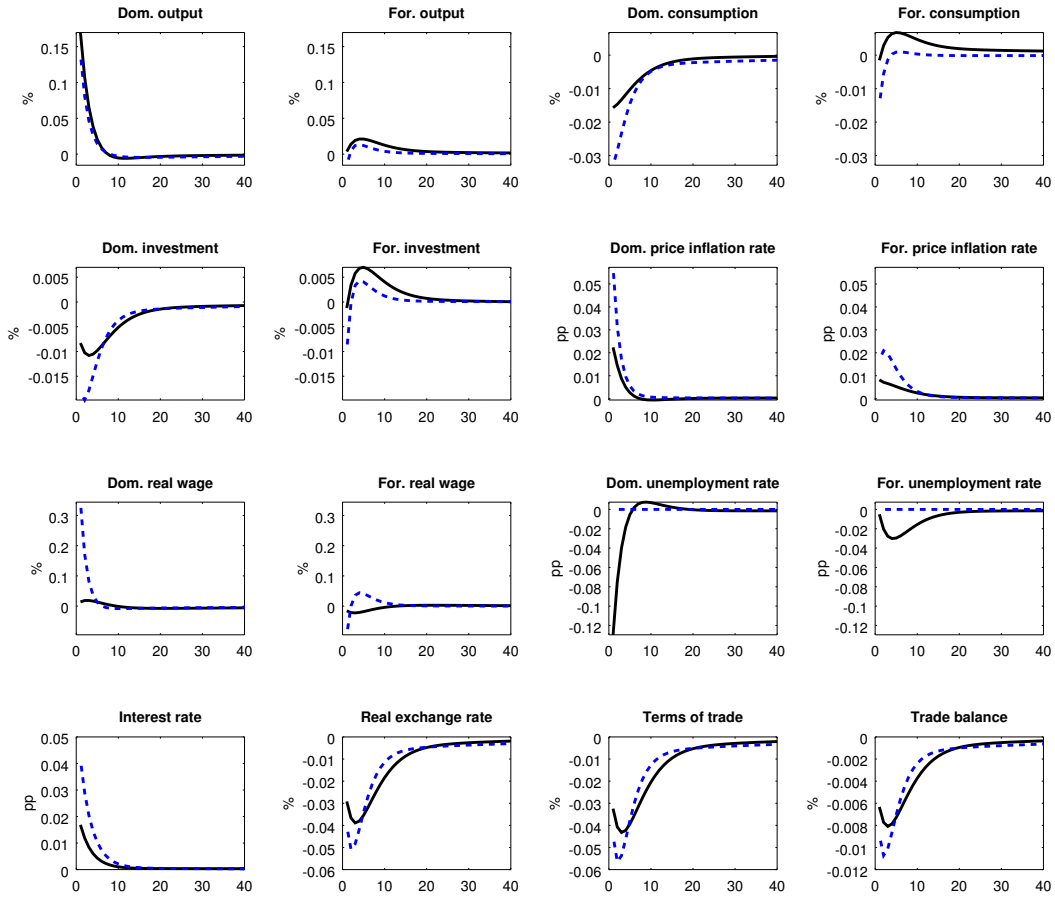 Dom. output
%
0.15
0.1
0.05
0
0 10 20 30 40
For. output
%
0.15
0.1
0.05
0
0 10 20 30 40
Dom. consumption
%
0
-0.01
-0.02
-0.03
0 10 20 30 40
For. consumption
%
0
-0.01
-0.02
-0.03
0 10 20 30 40
Dom. investment
%
0.005
0
-0.005
-0.01
-0.015
0 10 20 30 40
For. investment
%
0.005
0
-0.005
-0.01
-0.015
0 10 20 30 40
Dom. price inflation rate
pp
0.05
0.04
0.03
0.02
0.01
0
0 10 20 30 40
For. price inflation rate
pp
0.05
0.04
0.03
0.02
0.01
0
0 10 20 30 40
Dom. real wage
%
0.3
0.2
0.1
0
0 10 20 30 40
For. real wage
%
0.3
0.2
0.1
0
0 10 20 30 40
Dom. unemployment rate
pp
0
-0.02
-0.04
-0.06
-0.08
-0.1
-0.12
0 10 20 30 40
For. unemployment rate
pp
0
-0.02
-0.04
-0.06
-0.08
-0.1
-0.12
0 10 20 30 40
Interest rate
pp
0.05
0.04
0.03
0.02
0.01
0
0 10 20 30 40
Real exchange rate
%
0
-0.01
-0.02
-0.03
-0.04
-0.05
-0.06
0 10 20 30 40
Terms of trade
%
0
-0.01
-0.02
-0.03
-0.04
-0.05
-0.06
0 10 20 30 40
Trade balance
%
0
-0.002
-0.004
-0.006
-0.008
-0.01
-0.012
0 10 20 30 40